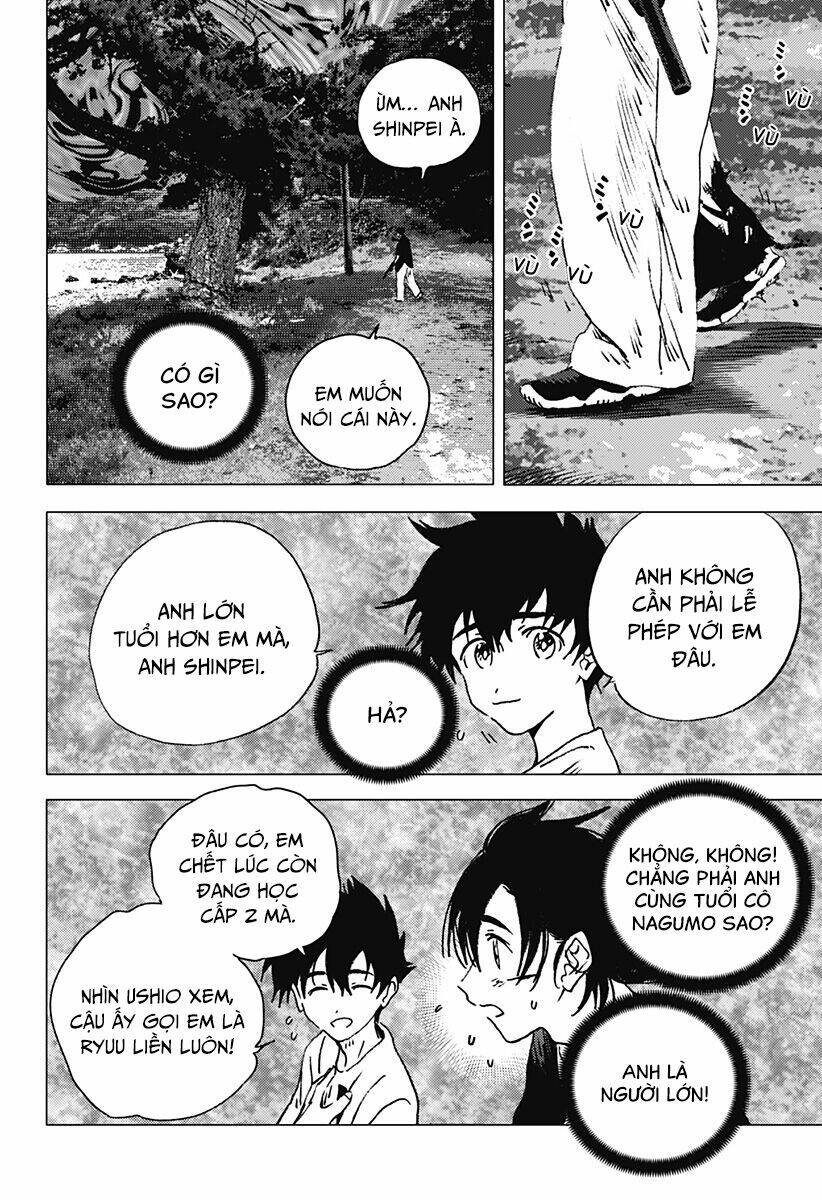 ỪM... ANH
SHINPEI À.
CÓ GÌ
SAO?
EM MUỐN
NÓI CÁI NÀY.
VÙ
VÙ
VÙ
VÙ
VÙ
ANH LỚN
TUỔI HƠN EM MÀ,
ANH SHINPEI.
HẢ?
ANH KHÔNG
CẦN PHẢI LỄ
PHÉP VỚI EM
ĐÂU.
ĐÂU CÓ, EM
CHẾT LÚC CÒN
ĐANG HỌC
CẤP 2 MÀ.
NHÌN USHIO XEM,
CẬU ẤY GỌI EM LÀ
RYUU LIỀN LUÔN!
KHÔNG, KHÔNG!
CHẲNG PHẢI ANH
CÙNG TUỔI CÔ
NAGUMO SAO?
ANH LÀ
NGƯỜI LỚN!